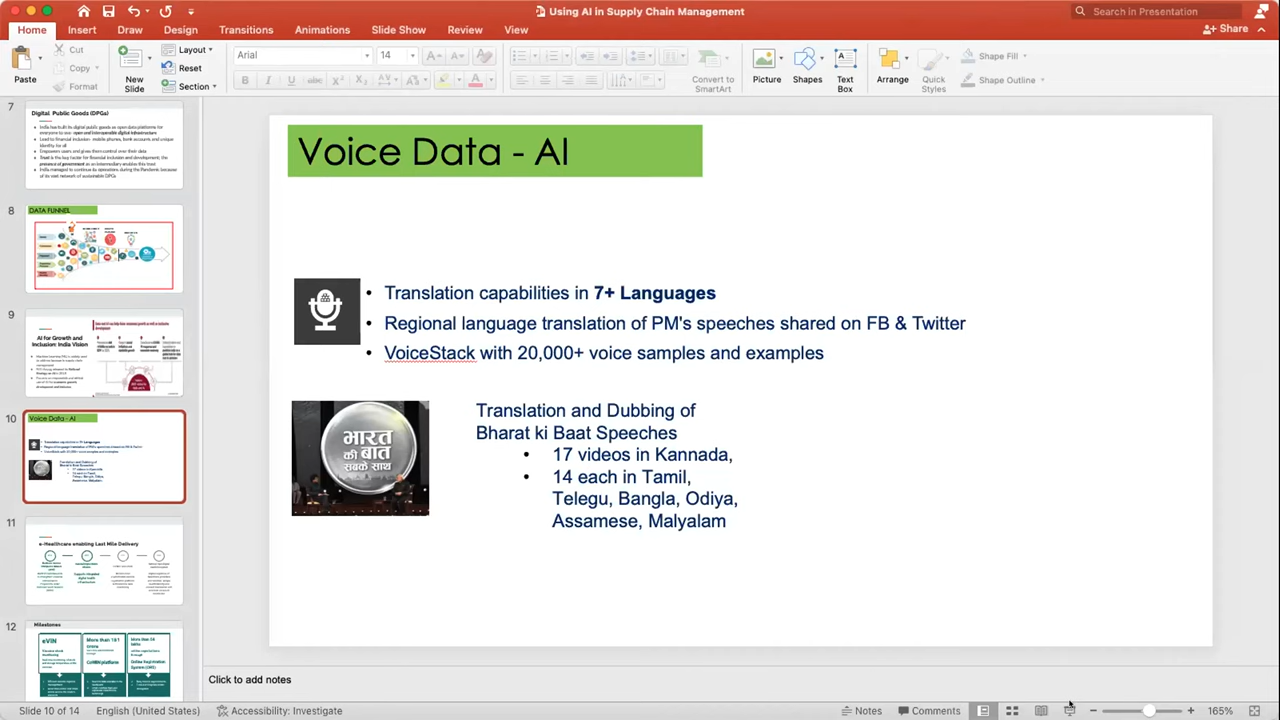 Using AI in Supply Chain Management
Search in Presentation
Home Insert Draw Design Transitions Animations Slide Show Review View
Share
Paste
Cut
Copy
Format
New Slide
Layout
Reset
Section
Arial
14
Convert to SmartArt
Picture
Shapes
Text Box
Arrange
Quick Styles
Shape Fill
Shape Outline
7
Digital Public Goods (DPGs)
8
DATA FUNNEL
9
AI for Growth and
Inclusion: India Vision
10
Voice Data - AI
11
e-Healthcare enabling Last Mile Delivery
12
Milestones
eVIN
CoWIN platform
Voice Data - AI
• Translation capabilities in 7+ Languages
• Regional language translation of PM's speeches shared on FB & Twitter
• VoiceStack with 20,000+ voice samples and examples
भारत
की बात
सबके साथ
Translation and Dubbing of
Bharat ki Baat Speeches
• 17 videos in Kannada,
• 14 each in Tamil,
Telegu, Bangla, Odiya,
Assamese, Malyalam
Click to add notes
Slide 10 of 14 English (United States) Accessibility: Investigate
Notes Comments 165%